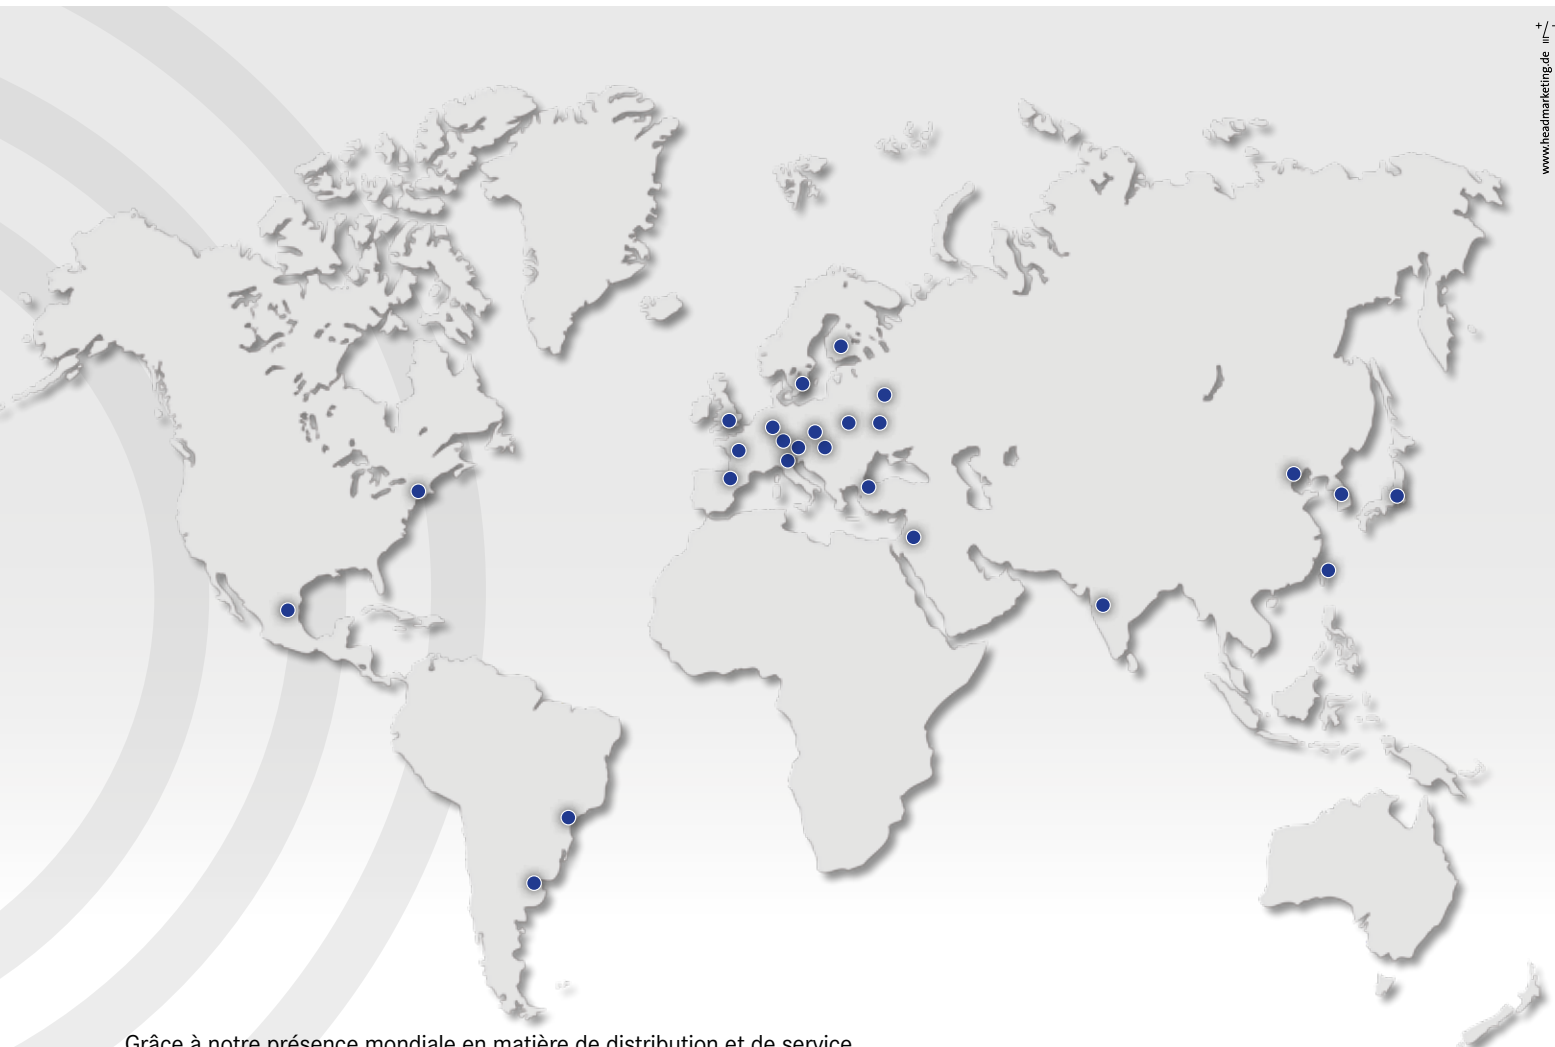 www.headmarketing.de
Grâce à notre présence mondiale en matière de distribution et de service